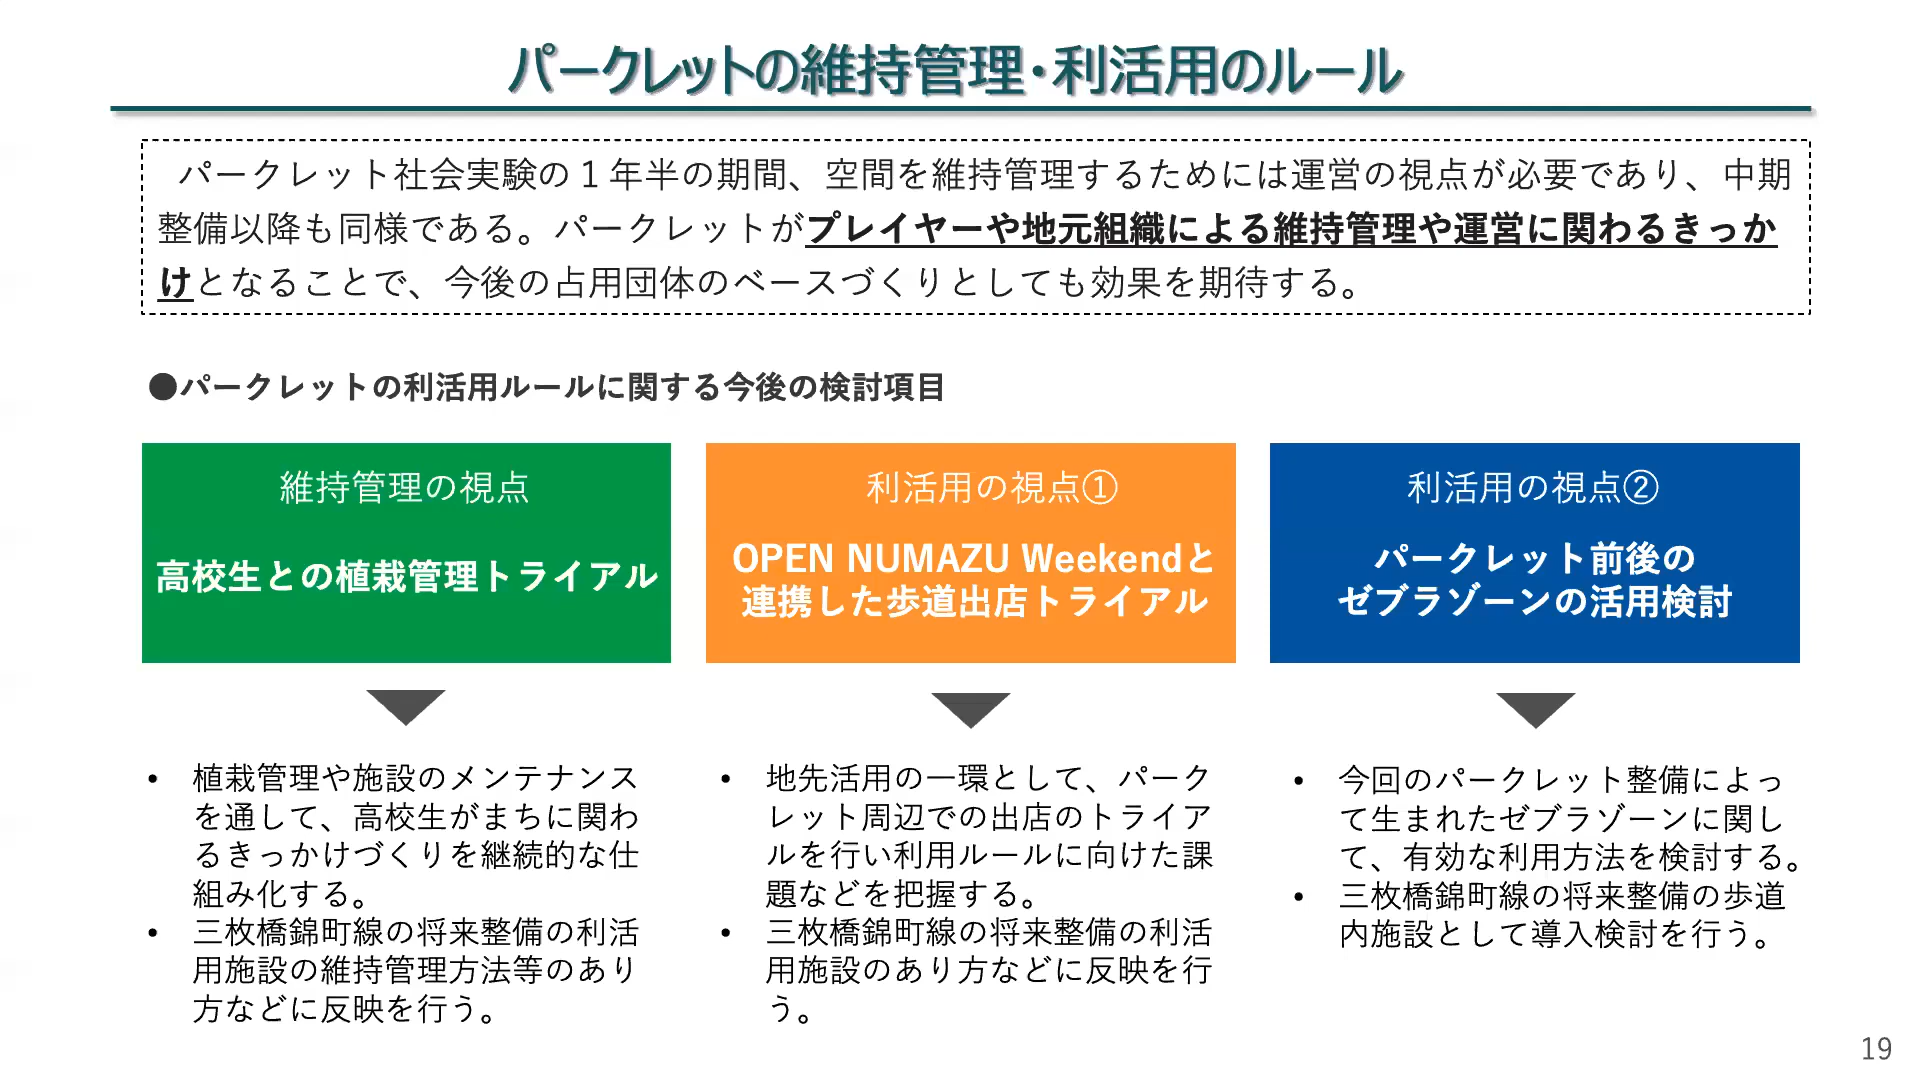 パークレットの維持管理・利活用のルール
パークレット社会実験の１年半の期間、空間を維持管理するためには運営の視点が必要であり、中期
整備以降も同様である。パークレットがプレイヤーや地元組織による維持管理や運営に関わるきっか
けとなることで、今後の占用団体のベースづくりとしても効果を期待する。
●パークレットの利活用ルールに関する今後の検討項目
維持管理の視点
高校生との植栽管理トライアル
• 植栽管理や施設のメンテナンス
を通して、高校生がまちに関わ
るきっかけづくりを継続的な仕
組み化する。
• 三枚橋錦町線の将来整備の利活
用施設の維持管理方法等のあり
方などに反映を行う。
利活用の視点①
OPEN NUMAZU Weekendと
連携した歩道出店トライアル
• 地先活用の一環として、パーク
レット周辺での出店のトライア
ルを行い利用ルールに向けた課
題などを把握する。
• 三枚橋錦町線の将来整備の利活
用施設のあり方などに反映を行
う。
利活用の視点②
パークレット前後の
ゼブラゾーンの活用検討
• 今回のパークレット整備によっ
て生まれたゼブラゾーンに関し
て、有効な利用方法を検討する。
• 三枚橋錦町線の将来整備の歩道
内施設として導入検討を行う。
19